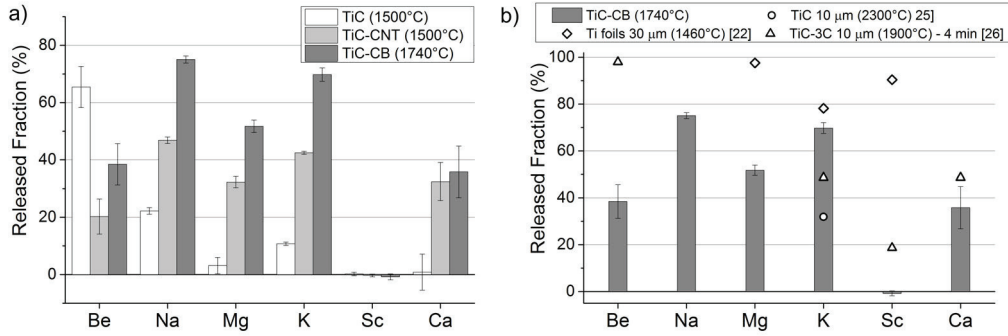 a)
TiC (1500°C)
TiC-CNT (1500°C)
TiC-CB (1740°C)
Released Fraction (%)
80
60
40
20
0
Be Na Mg K Sc Ca
b)
TiC-CB (1740°C) TiC 10 μm (2300°C) 25]
Ti foils 30 μm (1460°C) [22] TiC-3C 10 μm (1900°C) - 4 min [26]
Released Fraction (%)
100
80
60
40
20
0
Be Na Mg K Sc Ca